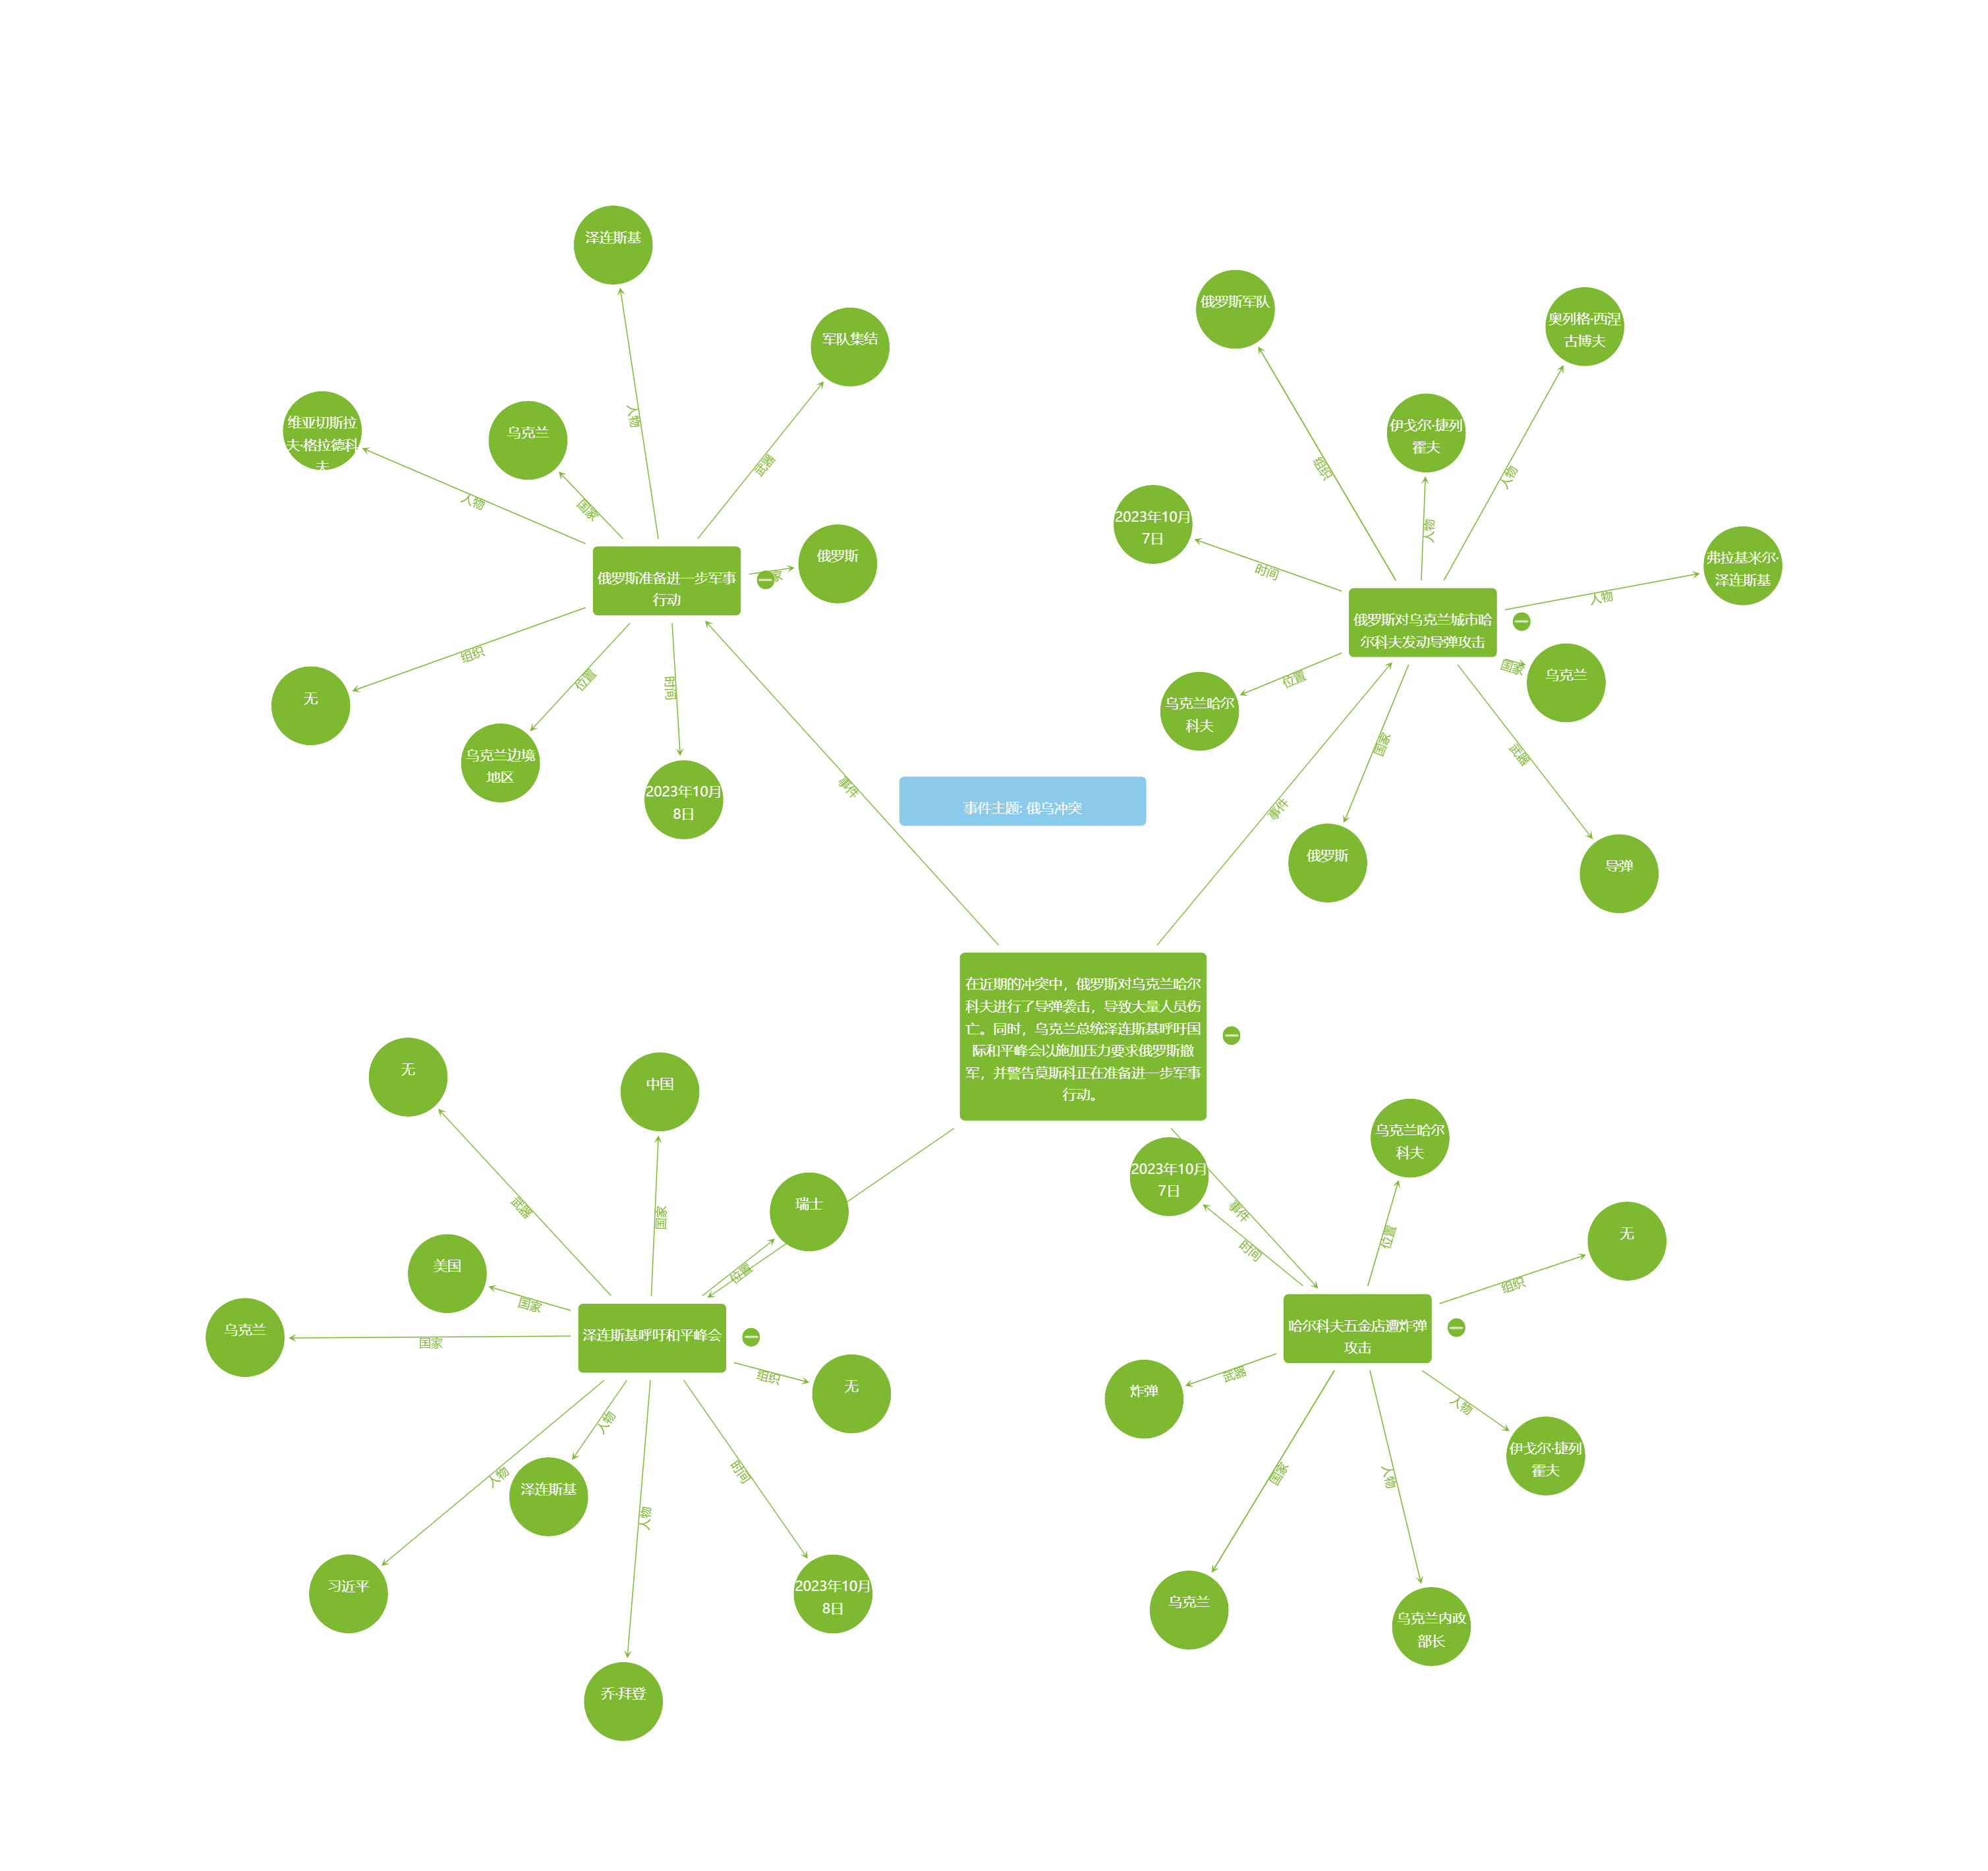 泽连斯基
军队集结
维亚切斯拉
夫·格拉德科
夫
乌克兰
人物
武器
人物
国家
俄罗斯
俄罗斯准备进一步军事
行动
家
组织
位置
时间
无
乌克兰边境
地区
2023年10月
8日
俄罗斯军队
奥列格·西涅
古博夫
伊戈尔·捷列
霍夫
组织
人物
人物
2023年10月
7日
时间
弗拉基米尔·
泽连斯基
人物
俄罗斯对乌克兰城市哈
尔科夫发动导弹攻击
国家
乌克兰
位置
乌克兰哈尔
科夫
国家
武器
俄罗斯
导弹
事件
事件主题: 俄乌冲突
事件
在近期的冲突中，俄罗斯对乌克兰哈尔
科夫进行了导弹袭击，导致大量人员伤
亡。同时，乌克兰总统泽连斯基呼吁国
际和平峰会以施加压力要求俄罗斯撤
军，并警告莫斯科正在准备进一步军事
行动。
无
中国
瑞士
武器
国家
美国
国家
位置
乌克兰
国家
泽连斯基呼吁和平峰会
组织
无
人物
人物
人物
时间
泽连斯基
习近平
2023年10月
8日
乔·拜登
2023年10月
7日
事件
时间
乌克兰哈尔
科夫
位置
无
组织
哈尔科夫五金店遭炸弹
攻击
武器
炸弹
人物
伊戈尔·捷列
霍夫
国家
人物
乌克兰
乌克兰内政
部长